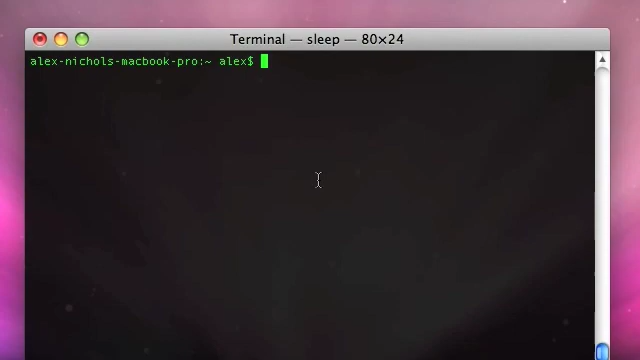 Terminal — sleep — 80×24
alex-nichols-macbook-pro:~ alex$